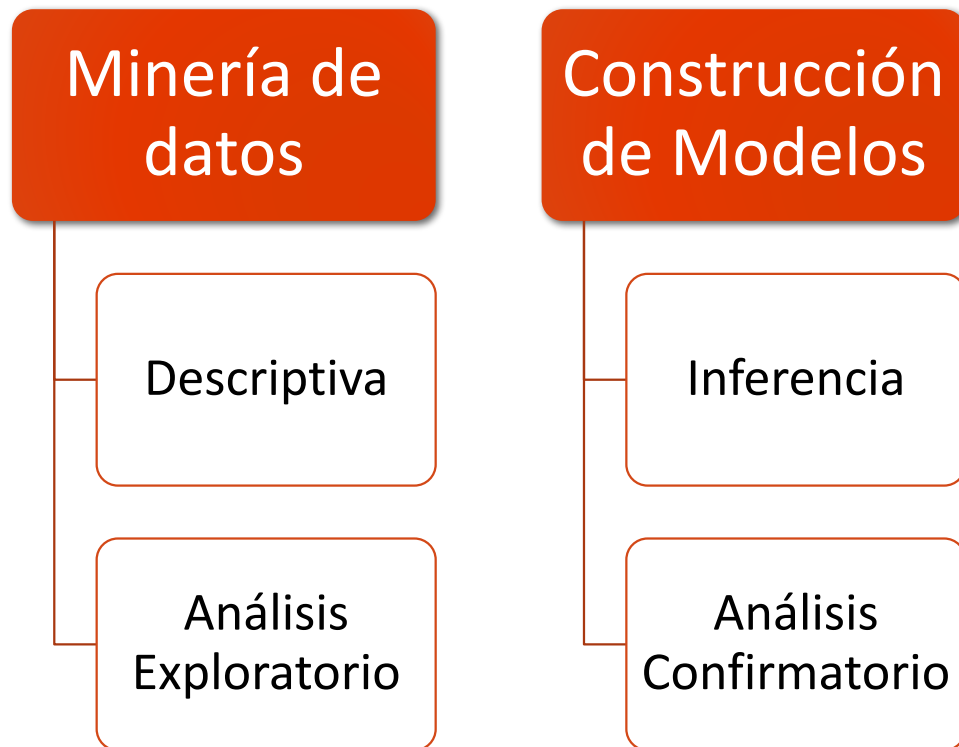 Minería de
datos
Descriptiva
Análisis
Exploratorio
Construcción
de Modelos
Inferencia
Análisis
Confirmatorio